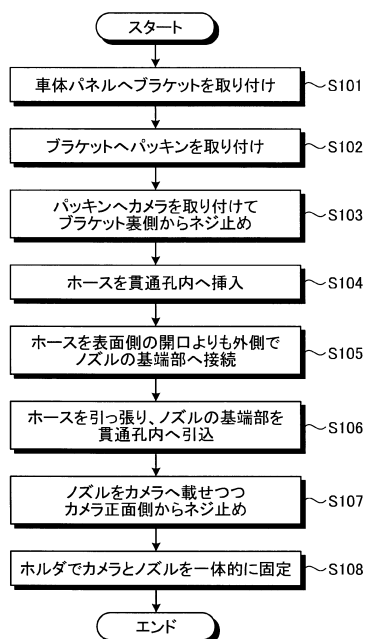 スタート
車体パネルへブラケットを取り付け
S101
ブラケットへパッキンを取り付け
S102
パッキンへカメラを取り付けて
ブラケット裏側からネジ止め
S103
ホースを貫通孔内へ挿入
S104
ホースを表面側の開口よりも外側で
ノズルの基端部へ接続
S105
ホースを引っ張り、ノズルの基端部を
貫通孔内へ引込
S106
ノズルをカメラへ載せつつ
カメラ正面側からネジ止め
S107
ホルダでカメラとノズルを一体的に固定
S108
エンド